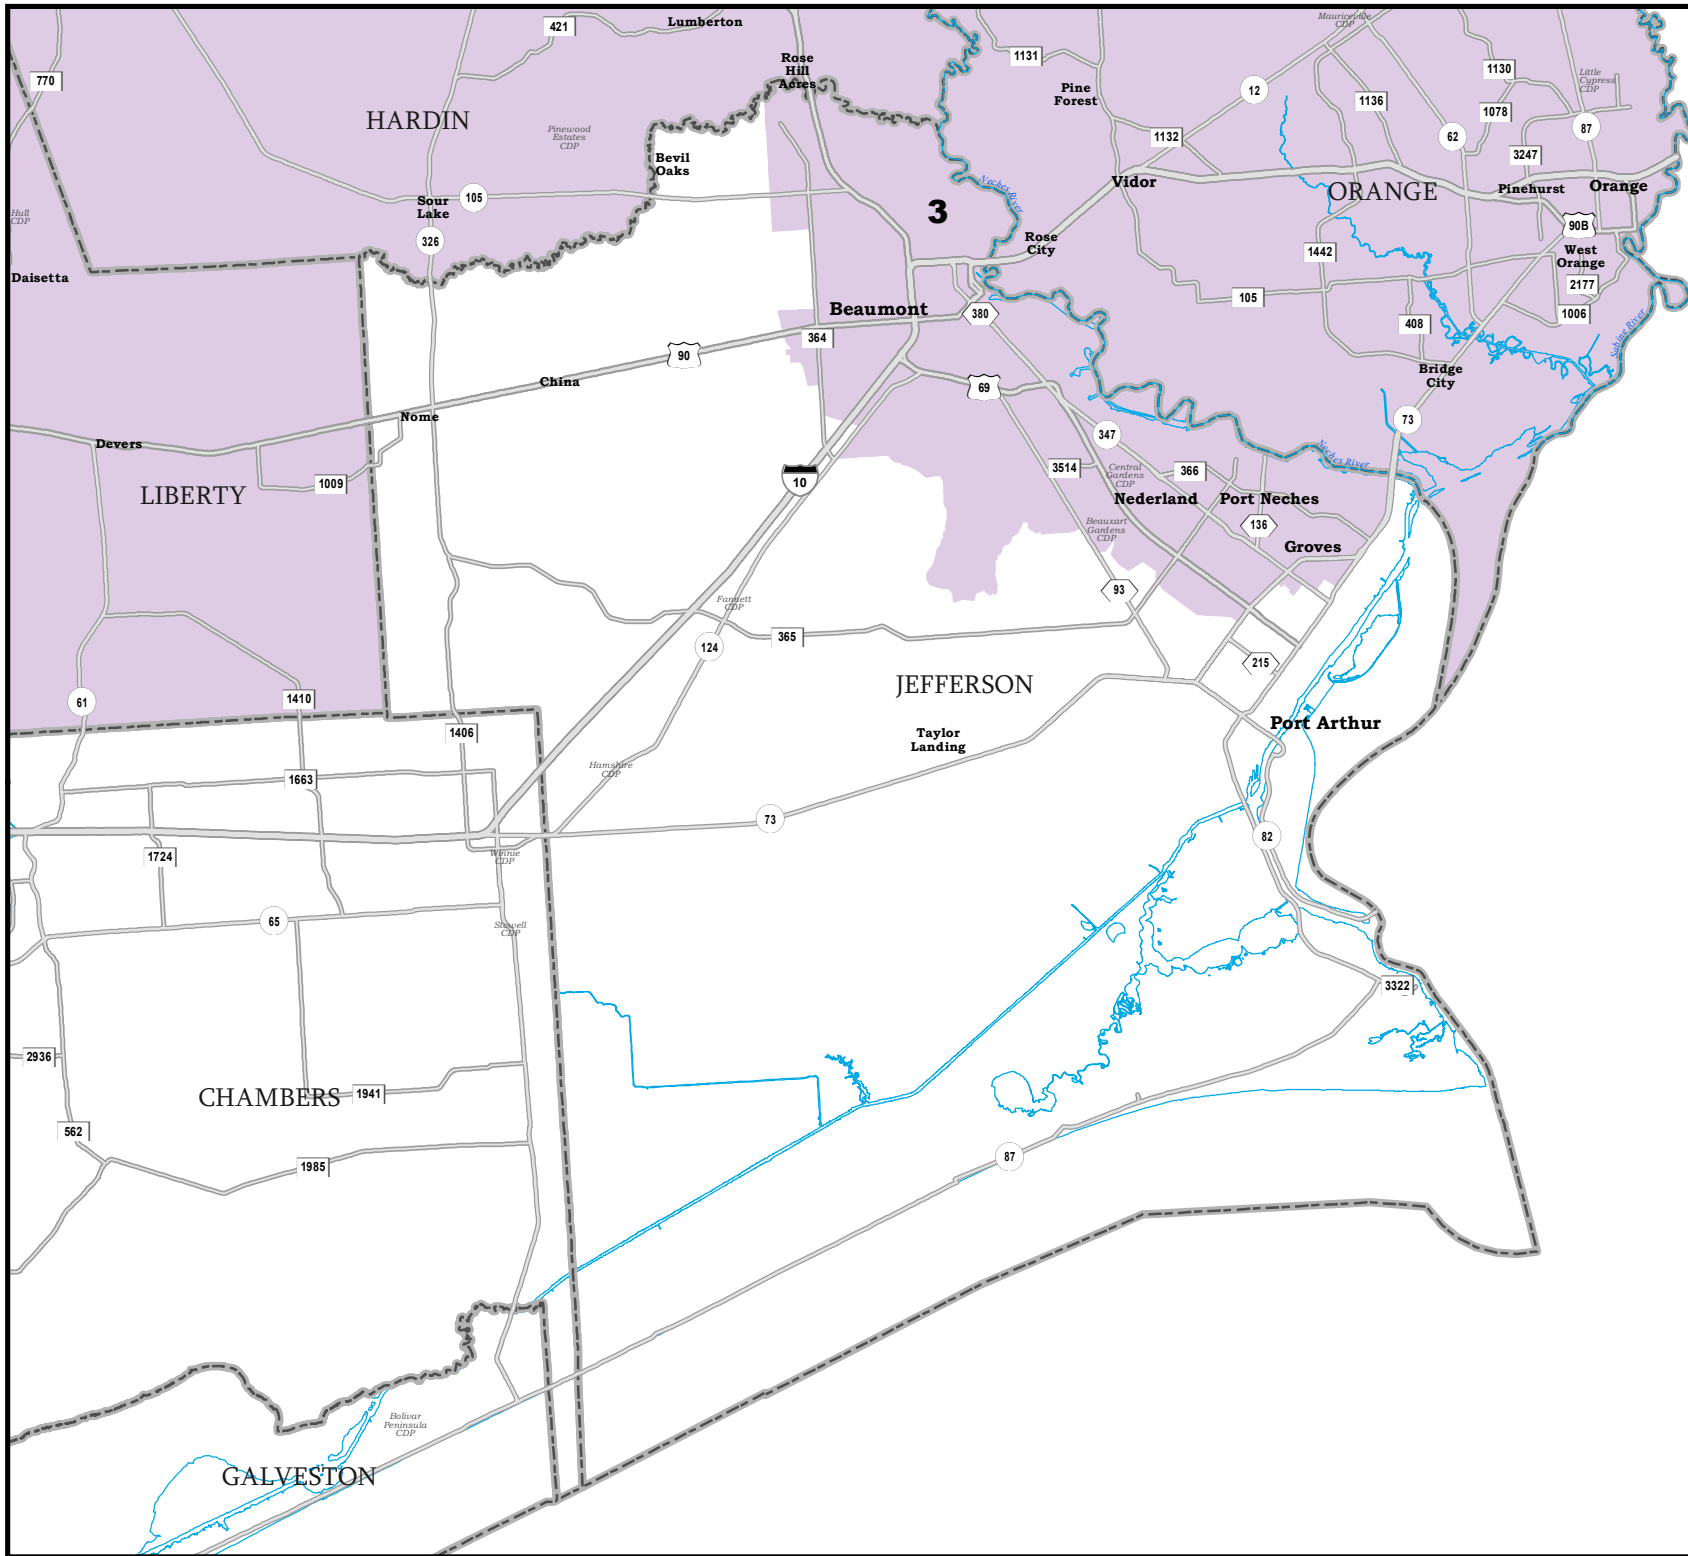 Lumberton
421
Mauriceville
CDP
1131
Rose
Hill
Acres
770
1130
Little
Cypress
CDP
12
Pine
Forest
1136
1078
HARDIN
87
Pinewood
Estates
CDP
1132
62
3247
Bevil
Oaks
Neches River
Vidor
ORANGE
Pinehurst
Orange
105
Sour
Lake
3
Hull
CDP
90B
326
Rose
City
1442
West
Orange
Daisetta
2177
105
Beaumont
380
1006
408
364
Sabine River
90
Bridge
City
China
69
Nome
73
347
Devers
Neches River
3514
Central
Gardens
CDP
366
10
1009
LIBERTY
Nederland
Port Neches
Beauxart
Gardens
CDP
136
Groves
93
Fannett
CDP
365
124
215
JEFFERSON
61
1410
Port Arthur
1406
Taylor
Landing
Hamshire
CDP
1663
73
82
1724
Winnie
CDP
65
Stowell
CDP
3322
2936
CHAMBERS
1941
562
87
1985
Bolivar
Peninsula
CDP
GALVESTON